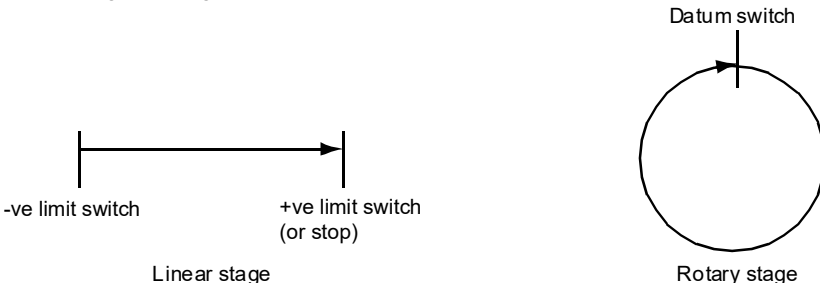 Datum switch
-ve limit switch
+ve limit switch
(or stop)
Linear stage
Rotary stage